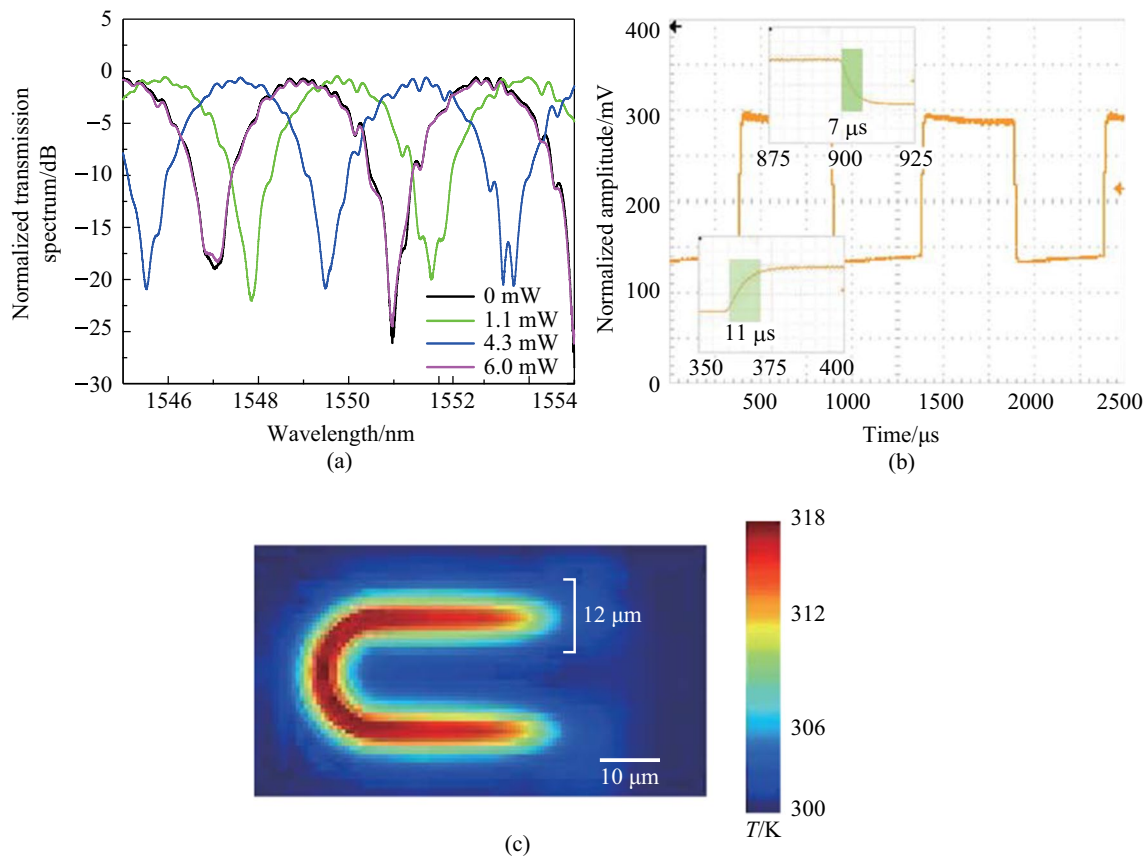 5
0
−5
−10
−15
−20
−25
−30
Normalized transmission
spectrum/dB
0 mW
1.1 mW
4.3 mW
6.0 mW
1546 1548 1550 1552 1554
Wavelength/nm
(a)
400
300
200
100
0
Normalized amplitude/mV
7 μs
875 900 925
11 μs
350 375 400
500 1000 1500 2000 2500
Time/μs
(b)
12 μm
10 μm
318
312
306
300
T/K
(c)